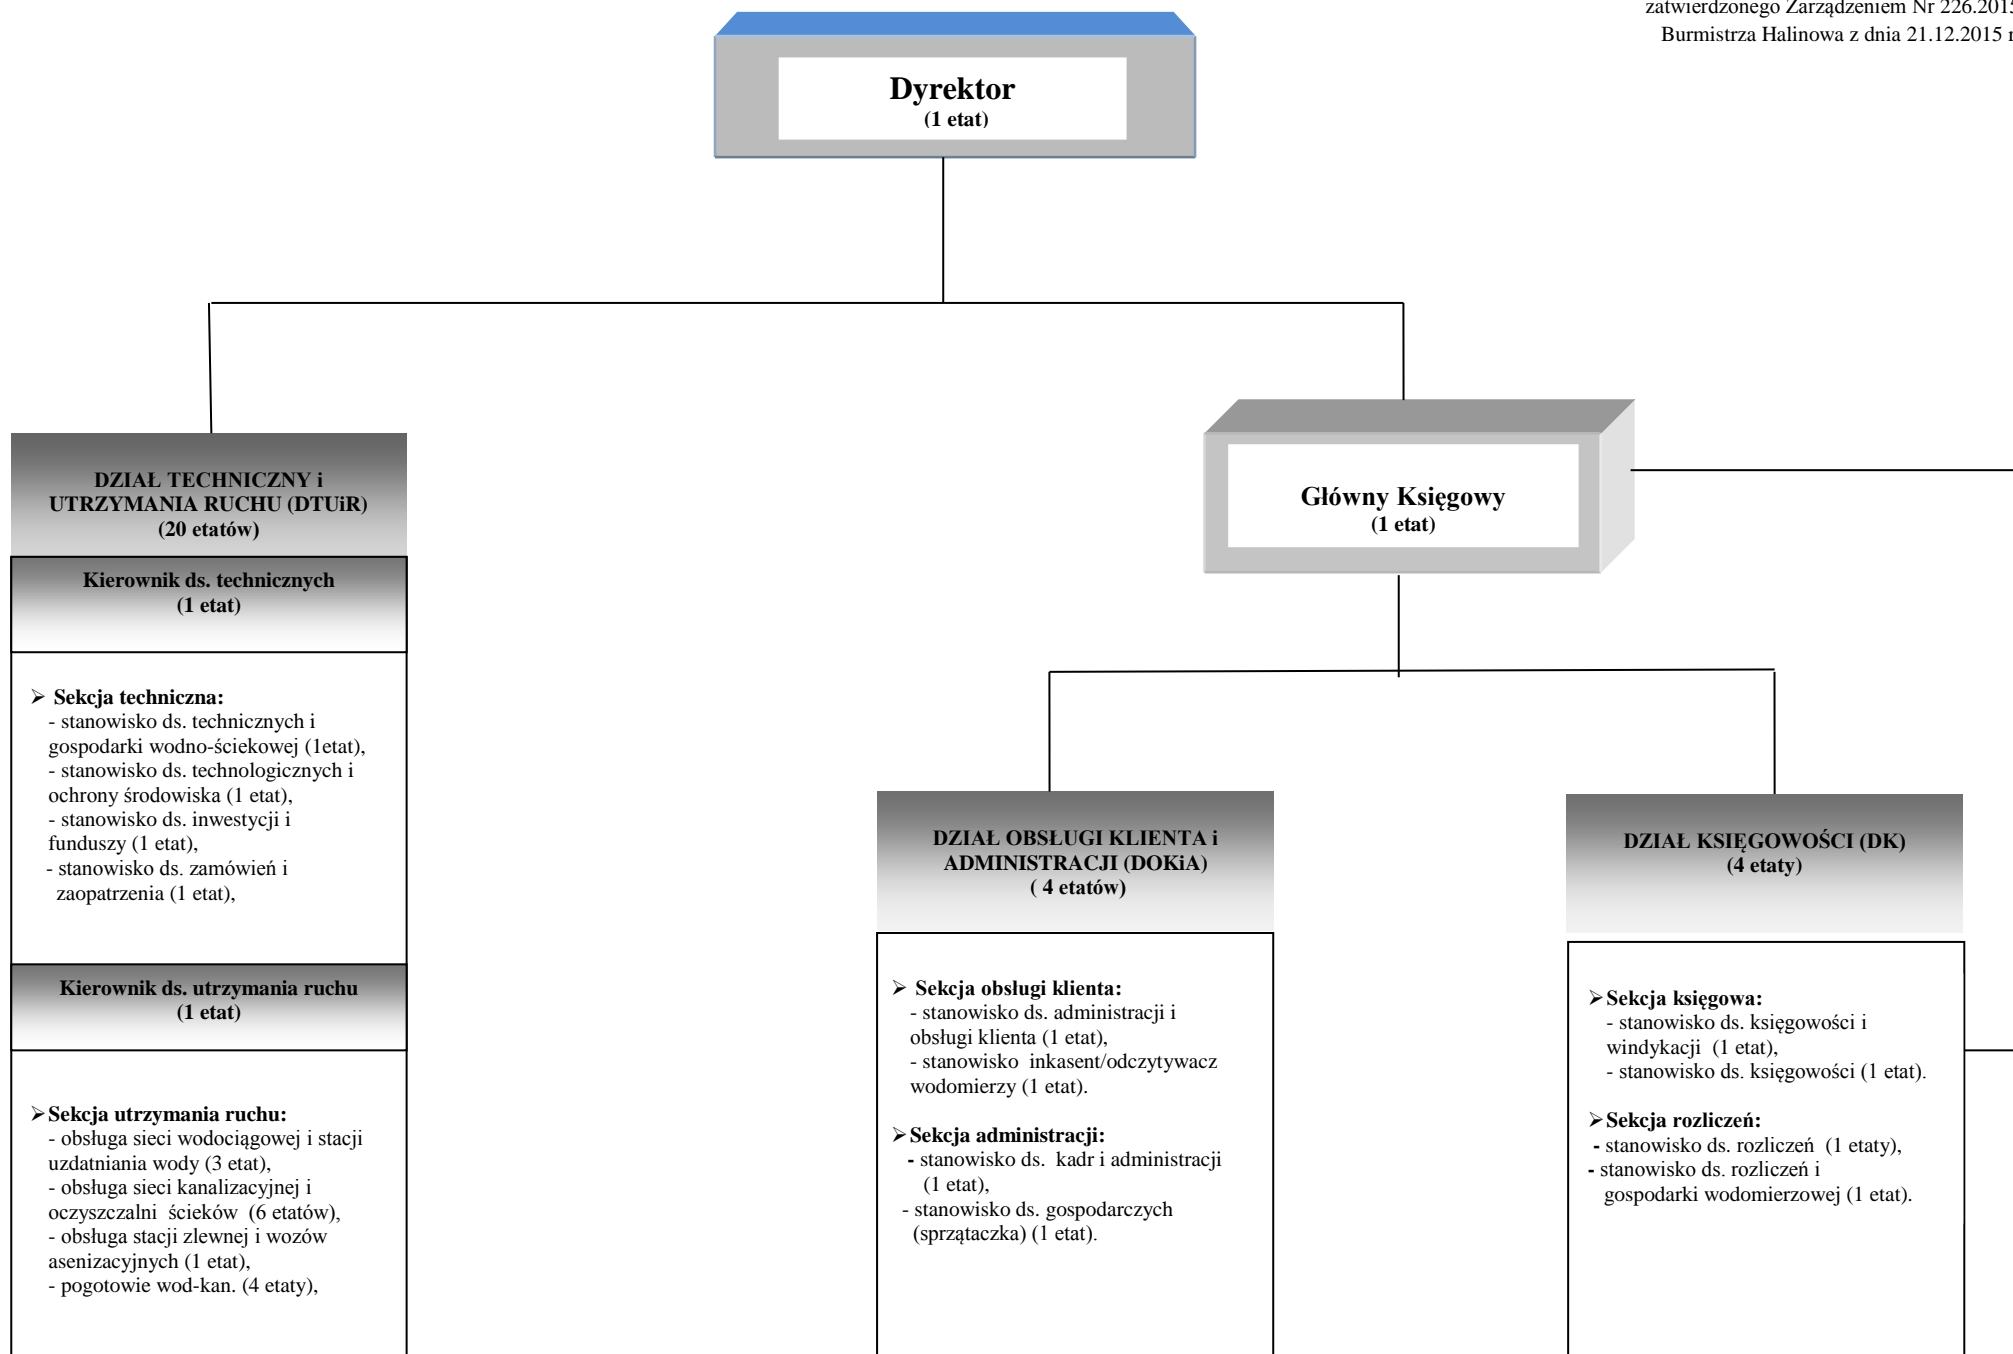 zatwierdzonego Zarządzeniem Nr 226.2015
Burmistrza Halinowa z dnia 21.12.2015 r
Dyrektor
(1 etat)
DZIAŁ TECHNICZNY i
UTRZYMANIA RUCHU (DTUiR)
(20 etatów)
Kierownik ds. technicznych
(1 etat)
➢ Sekcja techniczna:
- stanowisko ds. technicznych i
gospodarki wodno-ściekowej (1etat),
- stanowisko ds. technologicznych i
ochrony środowiska (1 etat),
- stanowisko ds. inwestycji i
funduszy (1 etat),
- stanowisko ds. zamówień i
zaopatrzenia (1 etat),
Kierownik ds. utrzymania ruchu
(1 etat)
➢ Sekcja utrzymania ruchu:
- obsługa sieci wodociągowej i stacji
uzdatniania wody (3 etat),
- obsługa sieci kanalizacyjnej i
oczyszczalni ścieków (6 etatów),
- obsługa stacji zlewnej i wozów
asenizacyjnych (1 etat),
- pogotowie wod-kan. (4 etaty),
Główny Księgowy
(1 etat)
DZIAŁ OBSŁUGI KLIENTA i
ADMINISTRACJI (DOKiA)
( 4 etatów)
➢ Sekcja obsługi klienta:
- stanowisko ds. administracji i
obsługi klienta (1 etat),
- stanowisko inkasent/odczytywacz
wodomierzy (1 etat).
➢ Sekcja administracji:
- stanowisko ds. kadr i administracji
(1 etat),
- stanowisko ds. gospodarczych
(sprzątaczka) (1 etat).
DZIAŁ KSIĘGOWOŚCI (DK)
(4 etaty)
➢ Sekcja księgowa:
- stanowisko ds. księgowości i
windykacji (1 etat),
- stanowisko ds. księgowości (1 etat).
➢ Sekcja rozliczeń:
- stanowisko ds. rozliczeń (1 etaty),
- stanowisko ds. rozliczeń i
gospodarki wodomierzowej (1 etat).